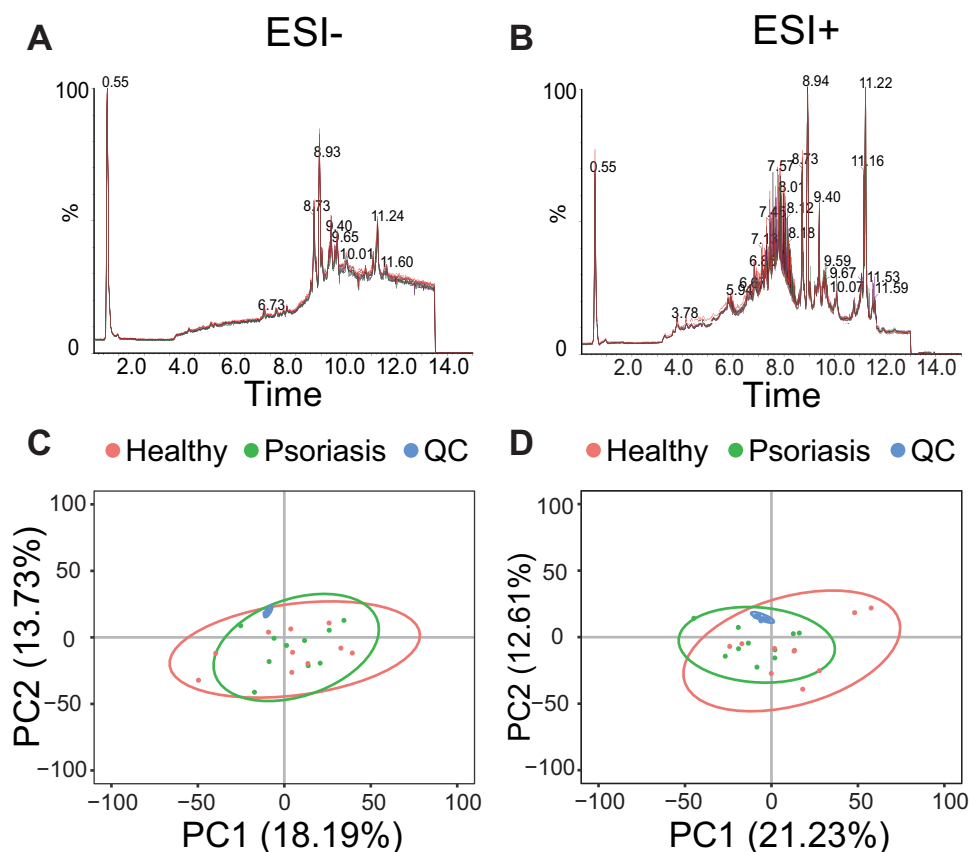 A ESI- B ESI+
100 0.55 8.93 8.73 9.40 9.65 10.01 11.24 11.60 6.73
%
0
2.0 4.0 6.0 8.0 10.0 12.0 14.0
Time
100 0.55 3.78 5.94 7.13 7.57 8.01 8.12 8.18 8.73 8.94 9.40 9.59 9.67 10.07 11.22 11.16 11.53 11.59
%
0
2.0 4.0 6.0 8.0 10.0 12.0 14.0
Time
C Healthy Psoriasis QC
100
50
0
−50
−100
PC2 (13.73%)
−100 −50 0 50 100
PC1 (18.19%)
D Healthy Psoriasis QC
100
50
0
−50
−100
PC2 (12.61%)
−100 −50 0 50 100
PC1 (21.23%)